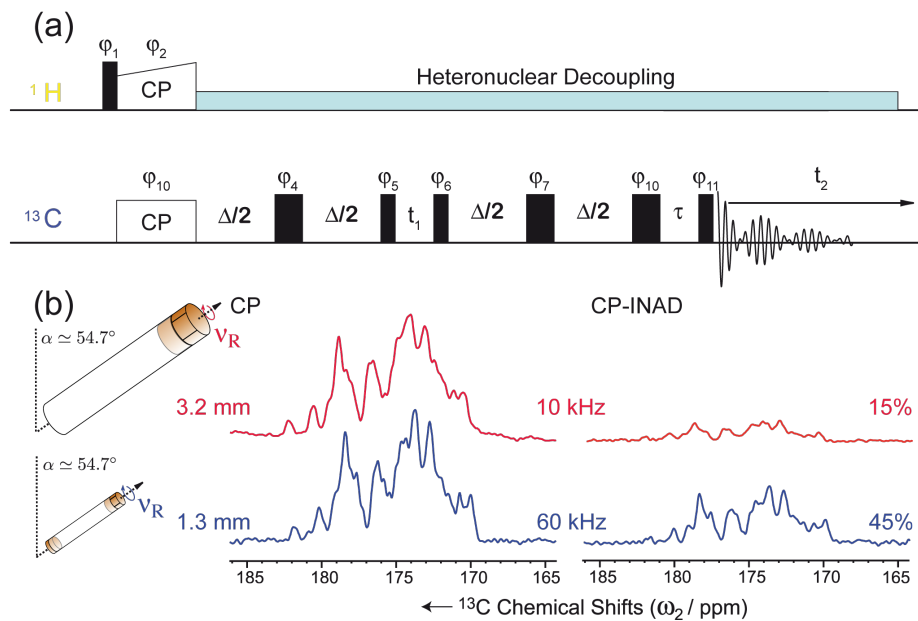 (a)
φ1 φ2
1H CP Heteronuclear Decoupling
φ10 φ4 φ5 φ6 φ7 φ10 φ11 t2
13C CP Δ/2 Δ/2 t1 Δ/2 Δ/2 τ
(b) CP CP-INAD
α ≃ 54.7° νR
3.2 mm 10 kHz 15%
α ≃ 54.7° νR
1.3 mm 60 kHz 45%
185 180 175 170 165 185 180 175 170 165
← 13C Chemical Shifts (ω2 / ppm)